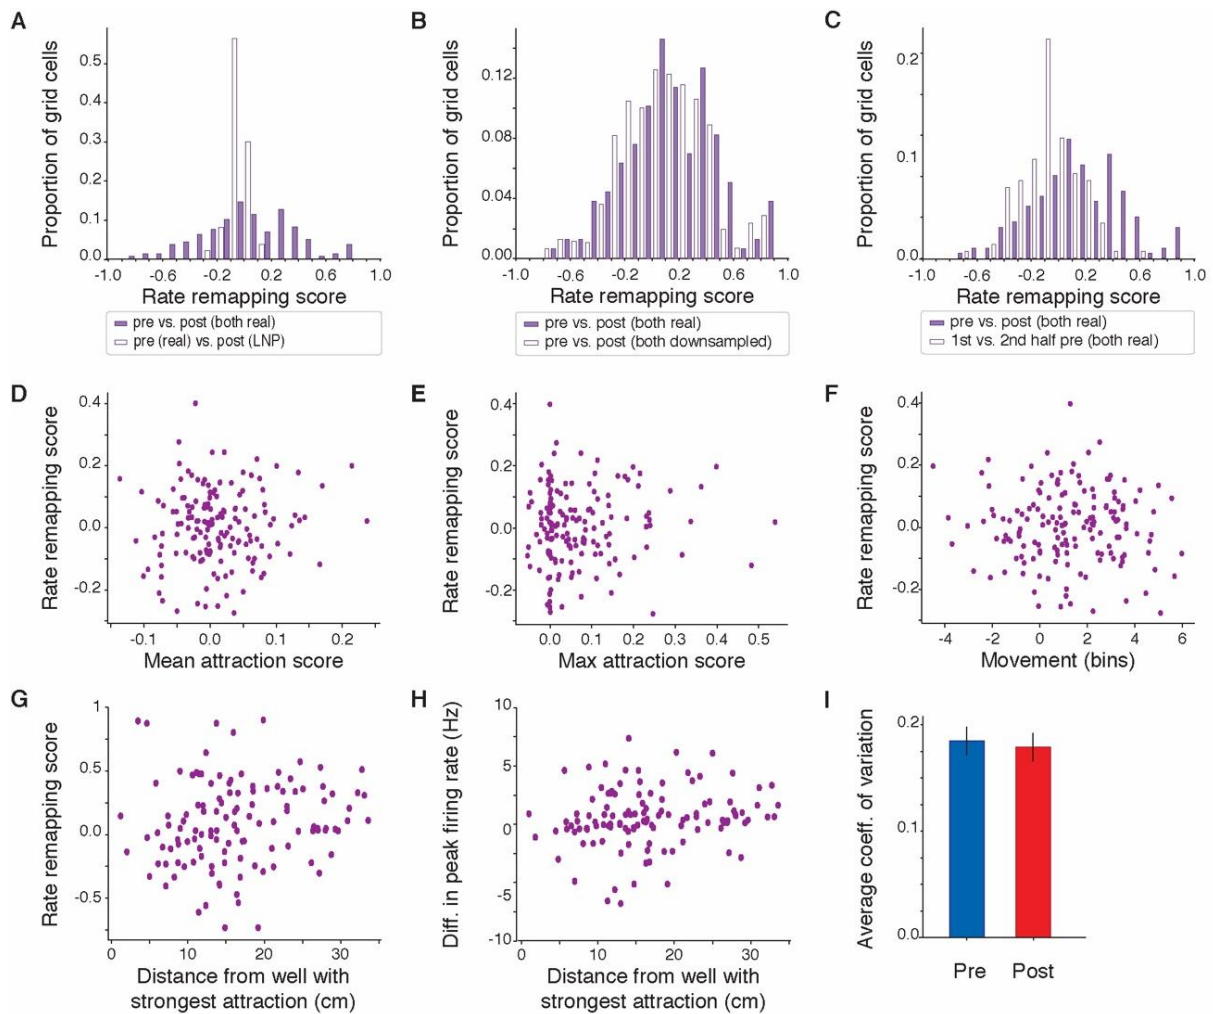 A
Proportion of grid cells
0.5
0.4
0.3
0.2
0.1
0.0
-1.0 -0.6 -0.2 0.2 0.6 1.0
Rate remapping score
pre vs. post (both real)
pre (real) vs. post (LNP)
B
Proportion of grid cells
0.12
0.08
0.04
0.00
-1.0 -0.6 -0.2 0.2 0.6 1.0
Rate remapping score
pre vs. post (both real)
pre vs. post (both downsampled)
C
Proportion of grid cells
0.2
0.1
0.0
-1.0 -0.6 -0.2 0.2 0.6 1.0
Rate remapping score
pre vs. post (both real)
1st vs. 2nd half pre (both real)
D
Rate remapping score
0.4
0.2
0.0
-0.2
-0.1 0.0 0.1 0.2
Mean attraction score
E
Rate remapping score
0.4
0.2
0.0
-0.2
0.0 0.1 0.2 0.3 0.4 0.5
Max attraction score
F
Rate remapping score
0.4
0.2
0.0
-0.2
-4 -2 0 2 4 6
Movement (bins)
G
Rate remapping score
1
0.5
0.0
-0.5
0 10 20 30
Distance from well with
strongest attraction (cm)
H
Diff. in peak firing rate (Hz)
10
5
0
-5
-10
0 10 20 30
Distance from well with
strongest attraction (cm)
I
Average coeff. of variation
0.2
0.1
0.0
Pre Post